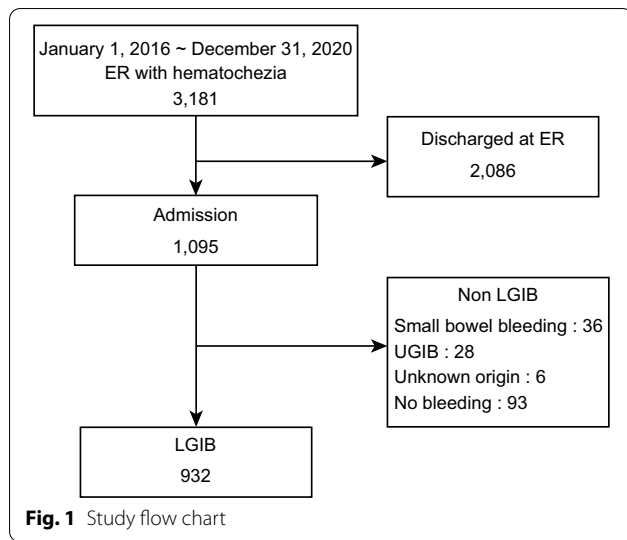 January 1, 2016 ~ December 31, 2020
ER with hematochezia
3,181
Discharged at ER
2,086
Admission
1,095
Non LGIB
Small bowel bleeding : 36
UGIB : 28
Unknown origin : 6
No bleeding : 93
LGIB
932
Fig. 1 Study flow chart